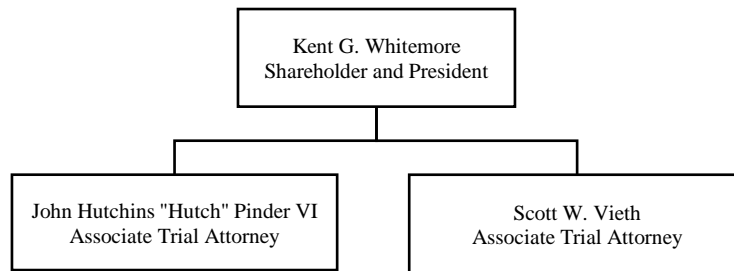 Kent G. Whitemore
Shareholder and President
John Hutchins "Hutch" Pinder VI
Associate Trial Attorney
Scott W. Vieth
Associate Trial Attorney